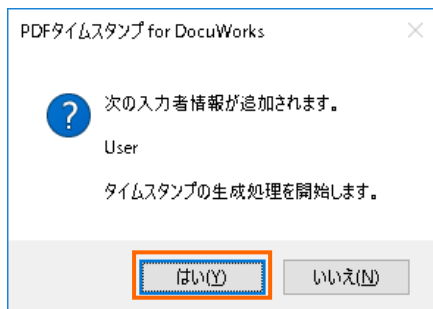 PDFタイムスタンプ for DocuWorks
次の入力者情報が追加されます。
User
タイムスタンプの生成処理を開始します。
はい(Y)
いいえ(N)